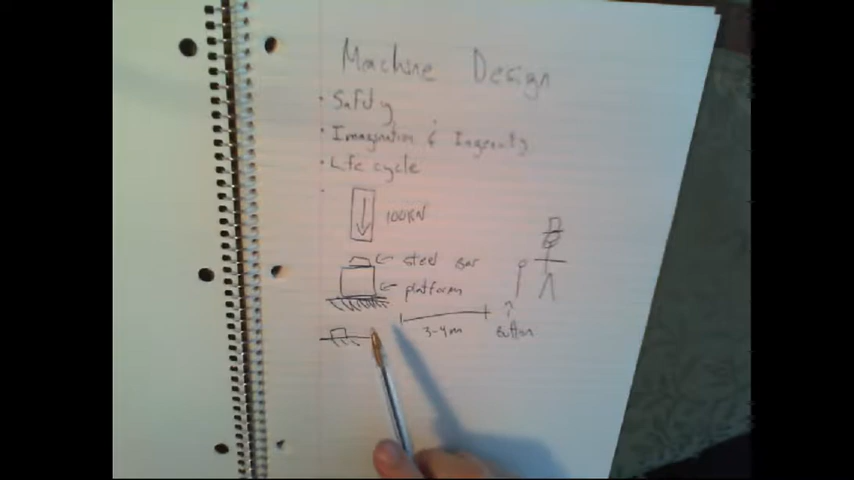 Machine Design
• Safety
• Imagination & Ingenuity
• Life cycle
•
100KN
steel bar
platform
3-4m
button